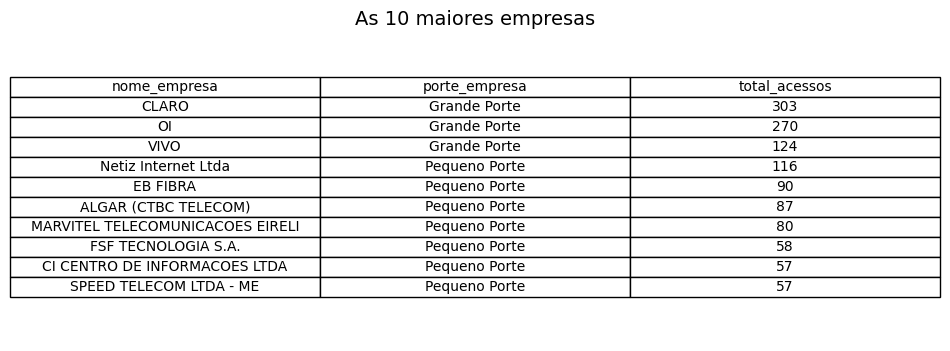 As 10 maiores empresas
nome_empresa porte_empresa total_acessos
CLARO Grande Porte 303
OI Grande Porte 270
VIVO Grande Porte 124
Netiz Internet Ltda Pequeno Porte 116
EB FIBRA Pequeno Porte 90
ALGAR (CTBC TELECOM) Pequeno Porte 87
MARVITEL TELECOMUNICACOES EIRELI Pequeno Porte 80
FSF TECNOLOGIA S.A. Pequeno Porte 58
CI CENTRO DE INFORMACOES LTDA Pequeno Porte 57
SPEED TELECOM LTDA - ME Pequeno Porte 57